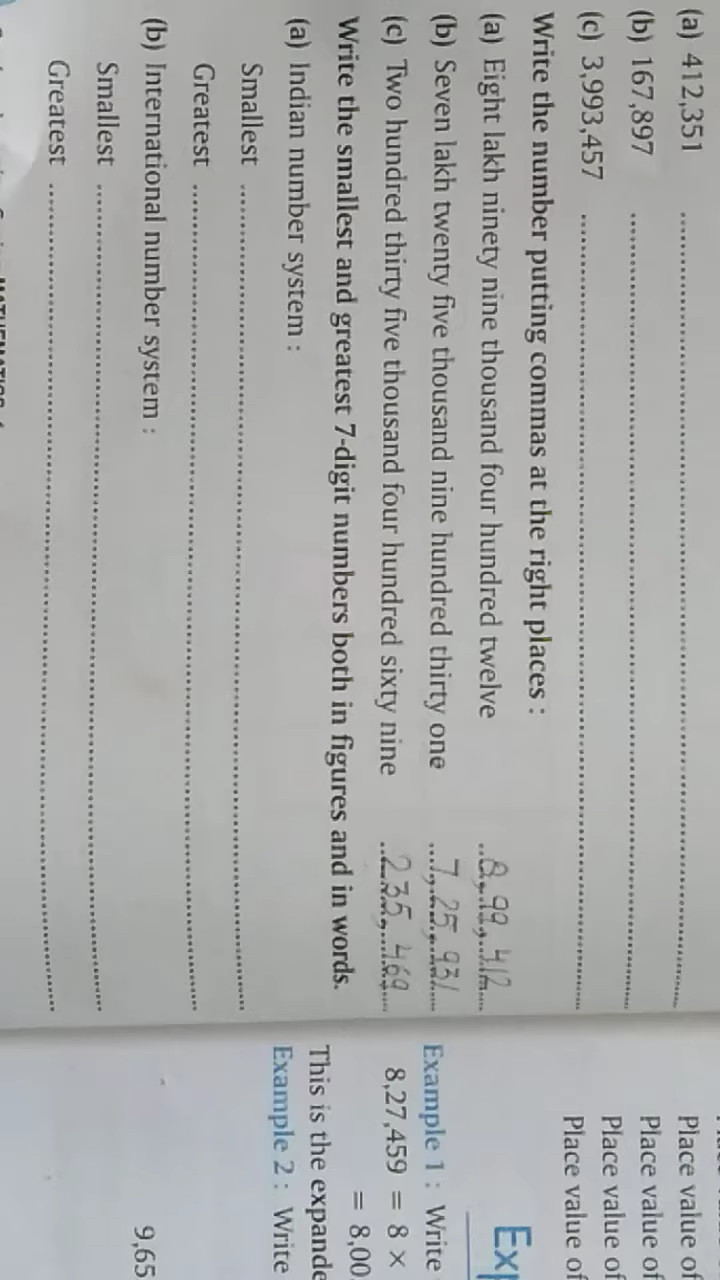 (a) 412,351 ........................................
(b) 167,897 ........................................
(c) 3,993,457 ........................................
Write the number putting commas at the right places :
(a) Eight lakh ninety nine thousand four hundred twelve 8,99,412
(b) Seven lakh twenty five thousand nine hundred thirty one 7,25,931
(c) Two hundred thirty five thousand four hundred sixty nine 235,469
Write the smallest and greatest 7-digit numbers both in figures and in words.
(a) Indian number system :
Smallest ........................................
Greatest ........................................
(b) International number system :
Smallest ........................................
Greatest ........................................
Place value of
Place value of
Place value of
Place value of
Example 1 : Write
8,27,459 = 8 ×
= 8,00
This is the
Example 2 : Write
9,65